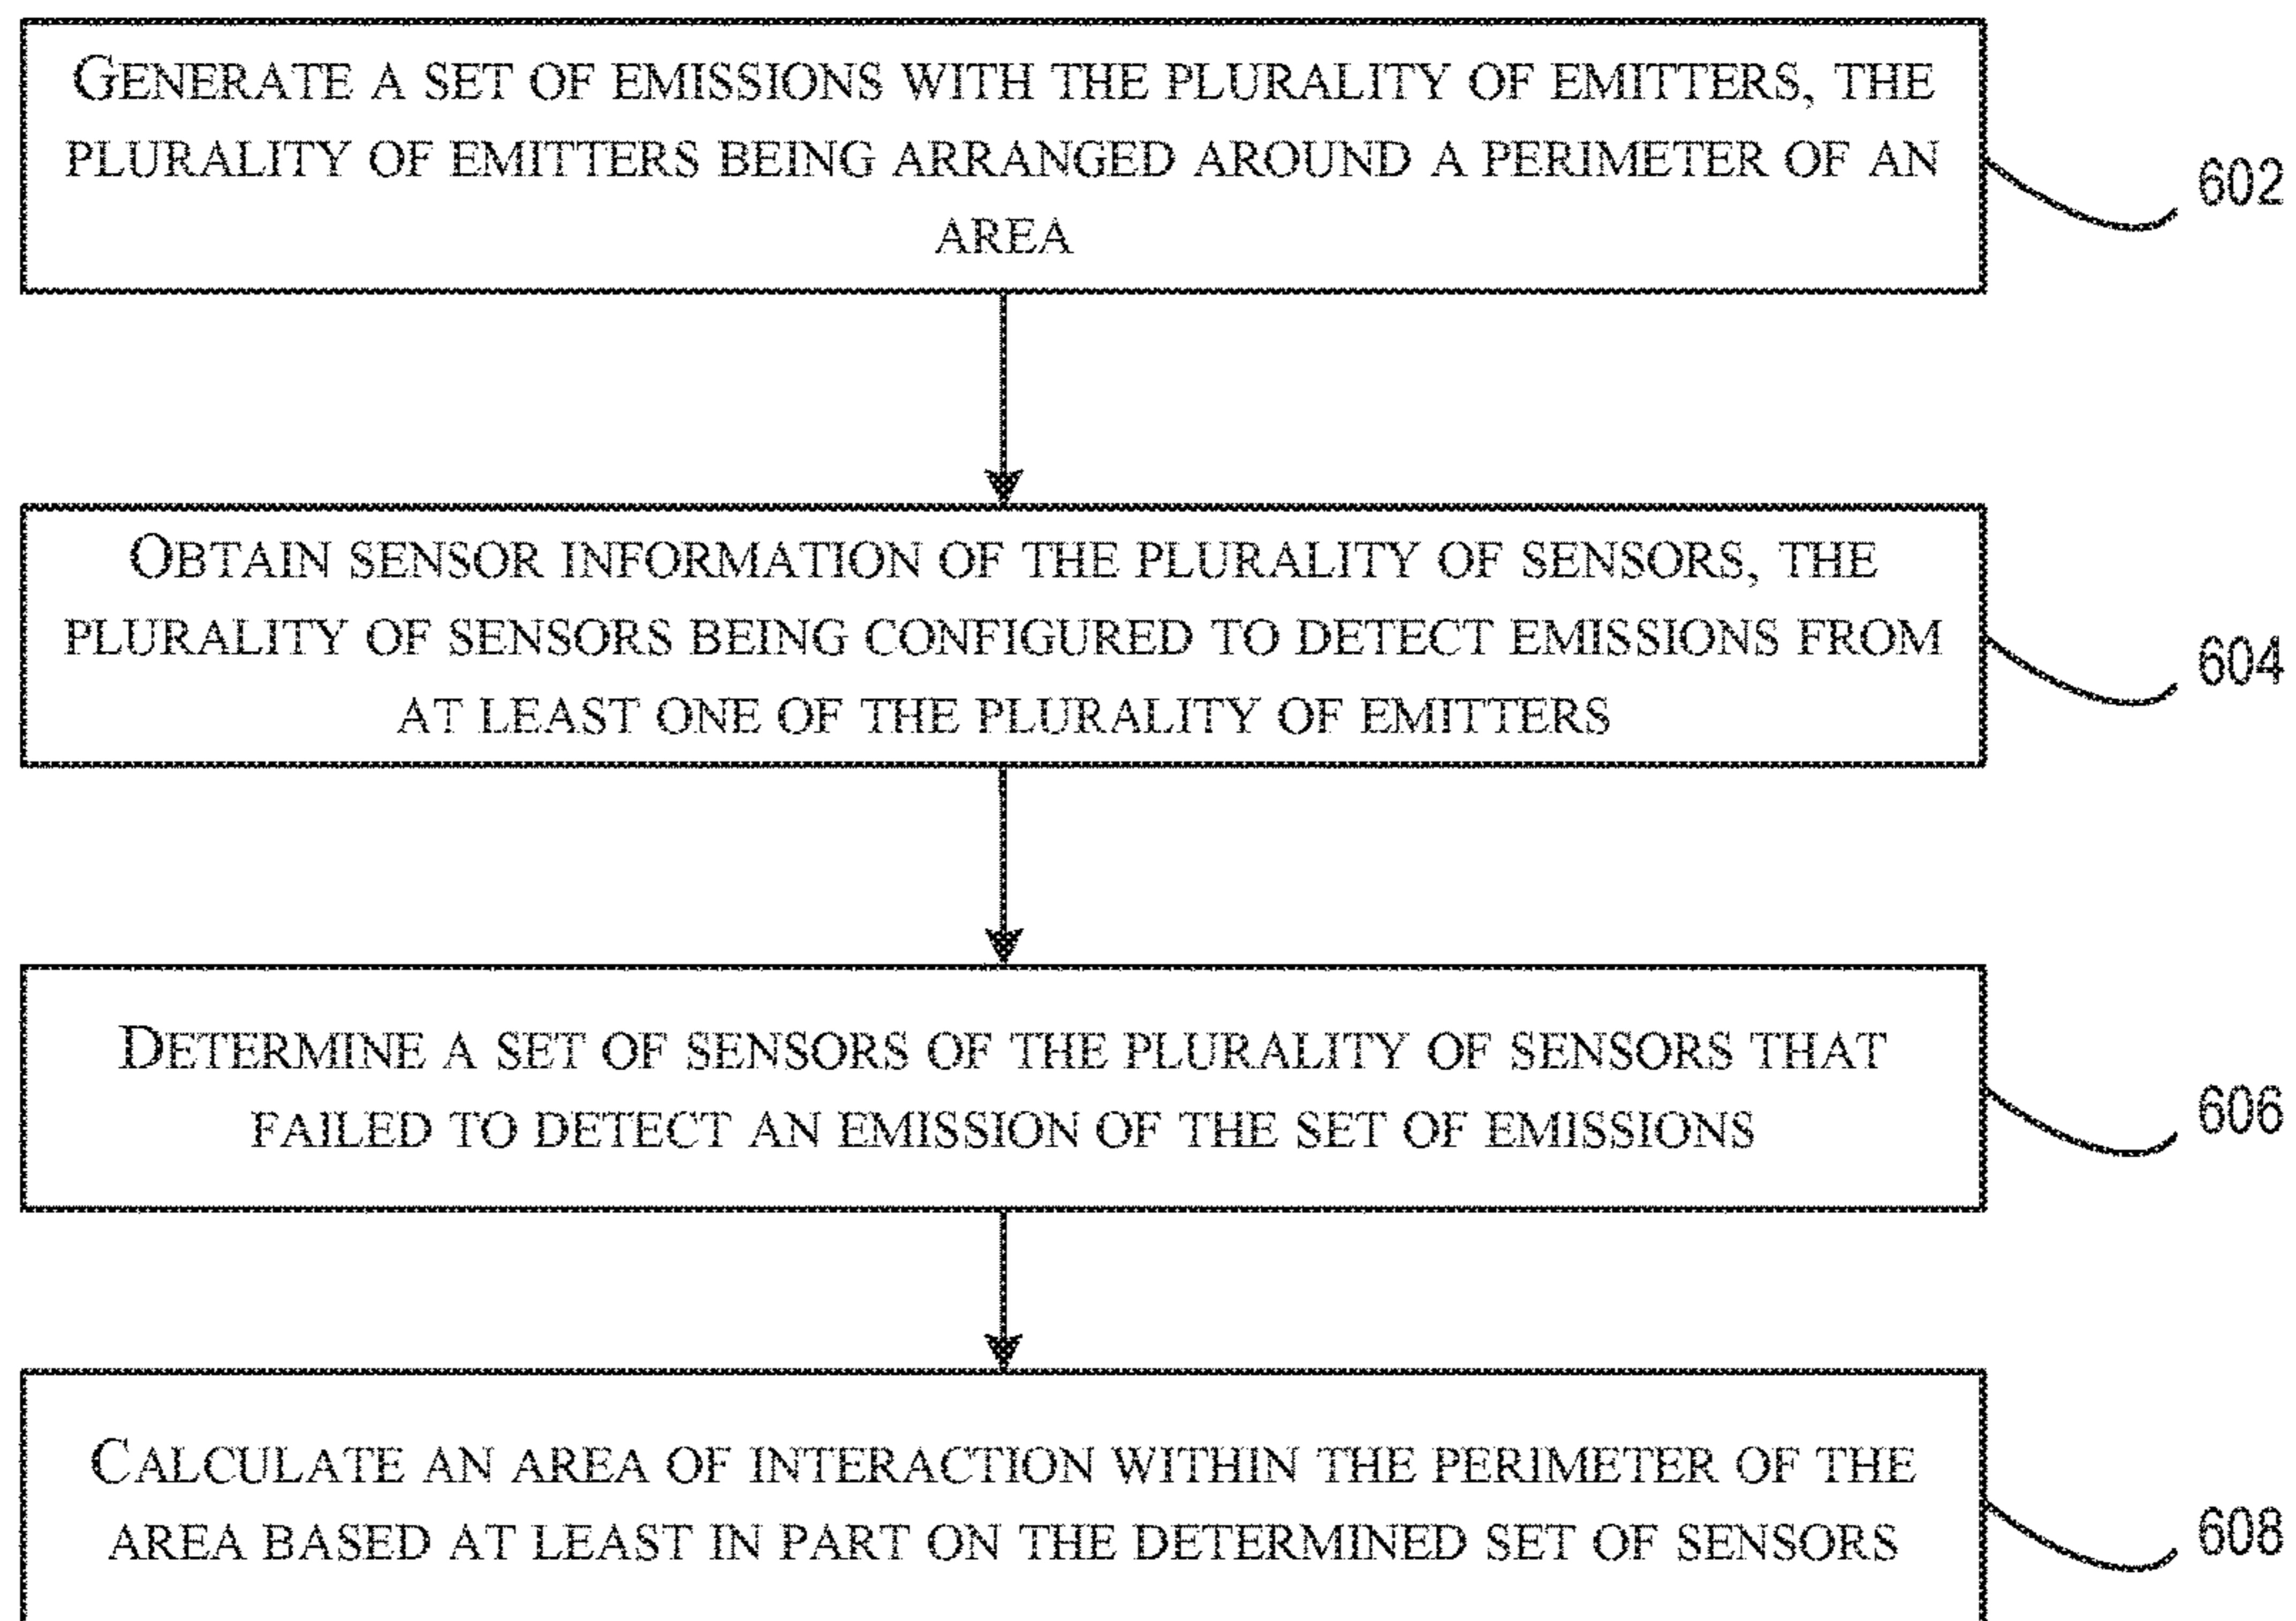 GENERATE A SET OF EMISSIONS WITH THE PLURALITY OF EMITTERS, THE
PLURALITY OF EMITTERS BEING ARRANGED AROUND A PERIMETER OF AN
AREA
602
OBTAIN SENSOR INFORMATION OF THE PLURALITY OF SENSORS, THE
PLURALITY OF SENSORS BEING CONFIGURED TO DETECT EMISSIONS FROM
AT LEAST ONE OF THE PLURALITY OF EMITTERS
604
DETERMINE A SET OF SENSORS OF THE PLURALITY OF SENSORS THAT
FAILED TO DETECT AN EMISSION OF THE SET OF EMISSIONS
606
CALCULATE AN AREA OF INTERACTION WITHIN THE PERIMETER OF THE
AREA BASED AT LEAST IN PART ON THE DETERMINED SET OF SENSORS
608